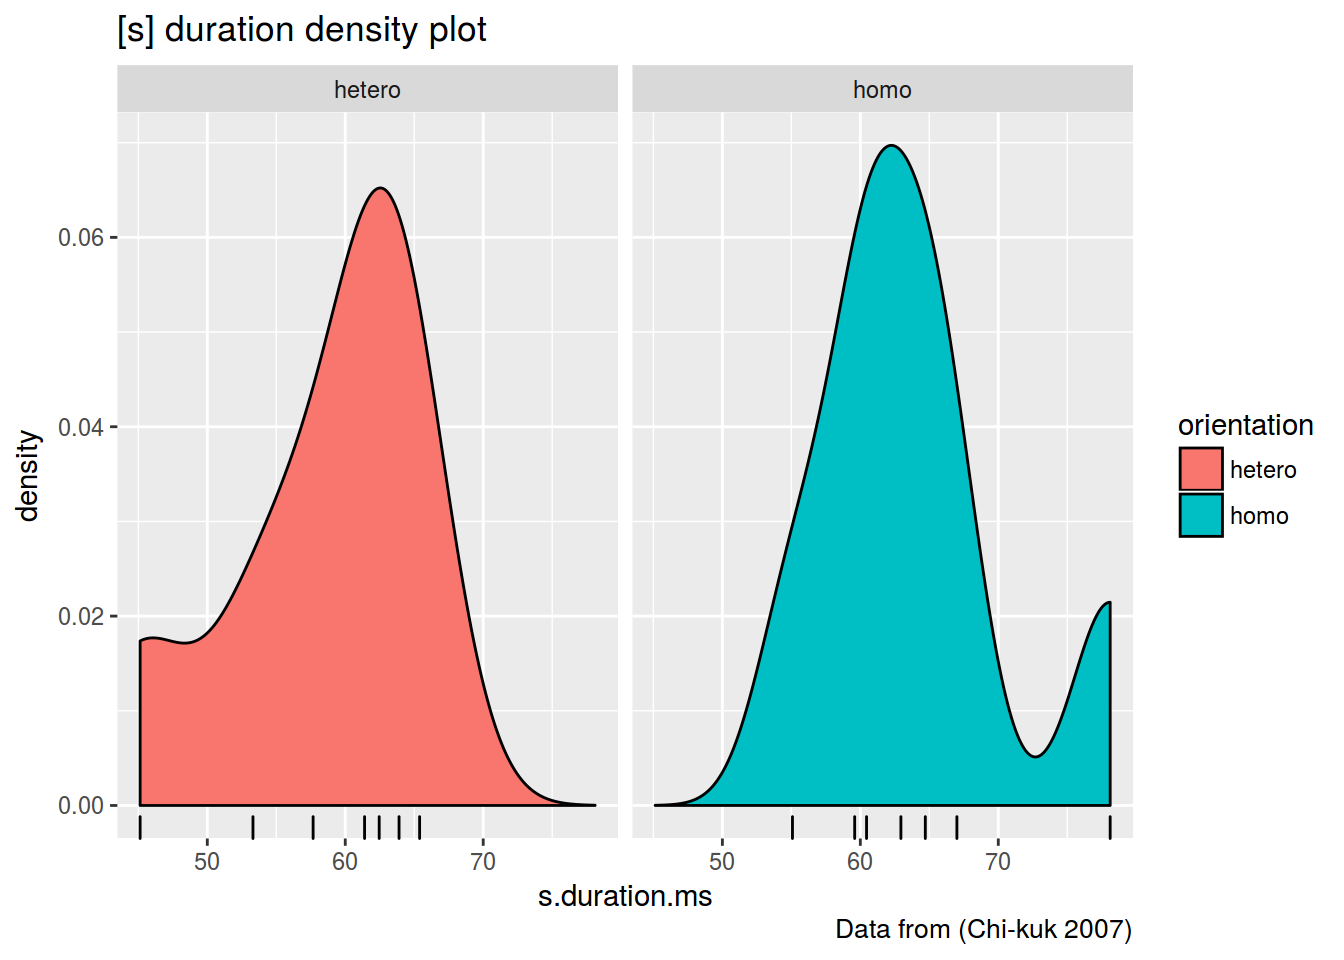 [s] duration density plot
hetero
homo
0.06
0.04
0.02
0.00
density
50 60 70
50 60 70
s.duration.ms
Data from (Chi-kuk 2007)
orientation
hetero
homo